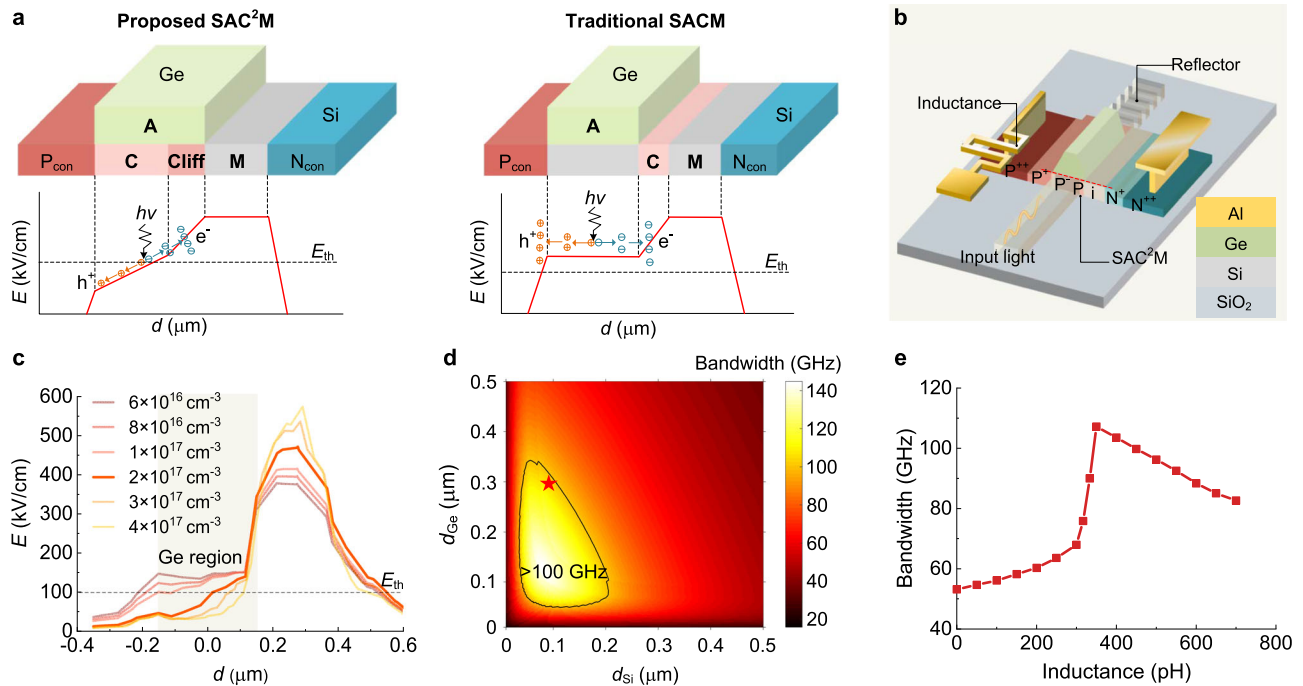 a
Proposed SAC²M
Ge
A
Si
P_con
C
Cliff
M
N_con
hv
e⁻
h⁺
E_th
E (kV/cm)
d (μm)
Traditional SACM
Ge
A
Si
P_con
C
M
N_con
hv
h⁺
e⁻
E_th
E (kV/cm)
d (μm)
b
Reflector
Inductance
P⁺⁺
P⁺
P⁻
P
i
N⁺
N⁺⁺
Input light
SAC²M
Al
Ge
Si
SiO₂
c
E (kV/cm)
600
500
400
300
200
100
0
6×10¹⁶ cm⁻³
8×10¹⁶ cm⁻³
1×10¹⁷ cm⁻³
2×10¹⁷ cm⁻³
3×10¹⁷ cm⁻³
4×10¹⁷ cm⁻³
Ge region
E_th
-0.4 -0.2 0.0 0.2 0.4 0.6
d (μm)
d
Bandwidth (GHz)
d_Ge (μm)
0.5
0.4
0.3
0.2
0.1
0
>100 GHz
0 0.1 0.2 0.3 0.4 0.5
d_Si (μm)
140
120
100
80
60
40
20
e
Bandwidth (GHz)
120
100
80
60
40
0 200 400 600 800
Inductance (pH)